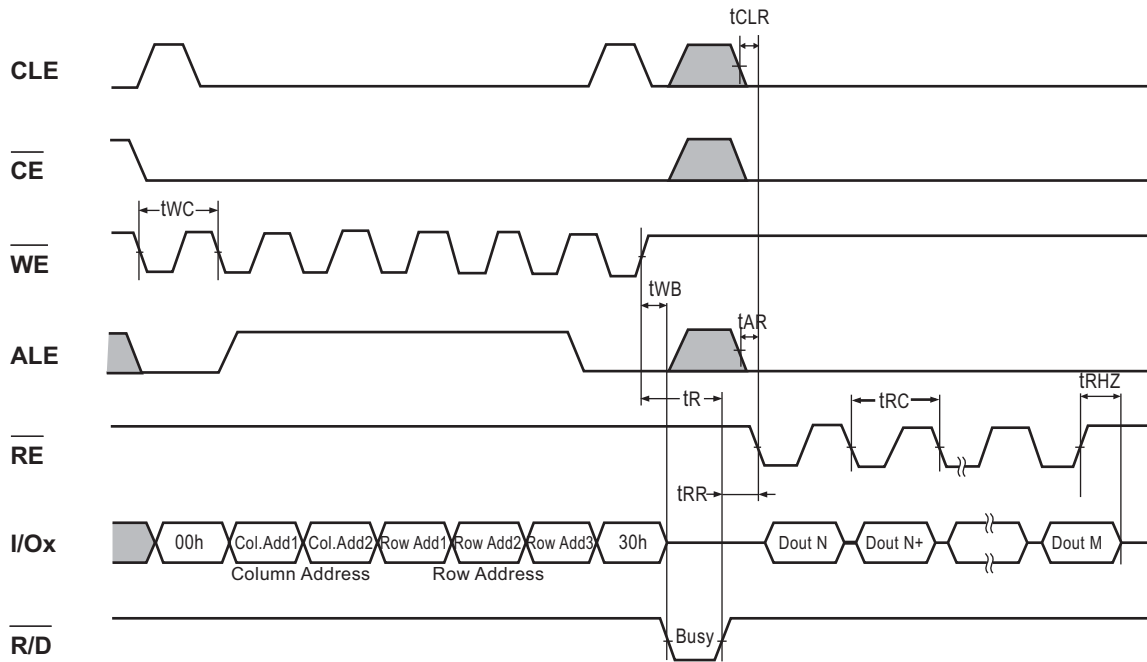 tCLR
CLE
CE
tWC
WE
tWB
tAR
ALE
tR
tRC
tRHZ
RE
tRR
I/Ox
00h Col.Add1 Col.Add2 Row Add1 Row Add2 Row Add3 30h Dout N Dout N+ Dout M
Column Address Row Address
Busy
R/D